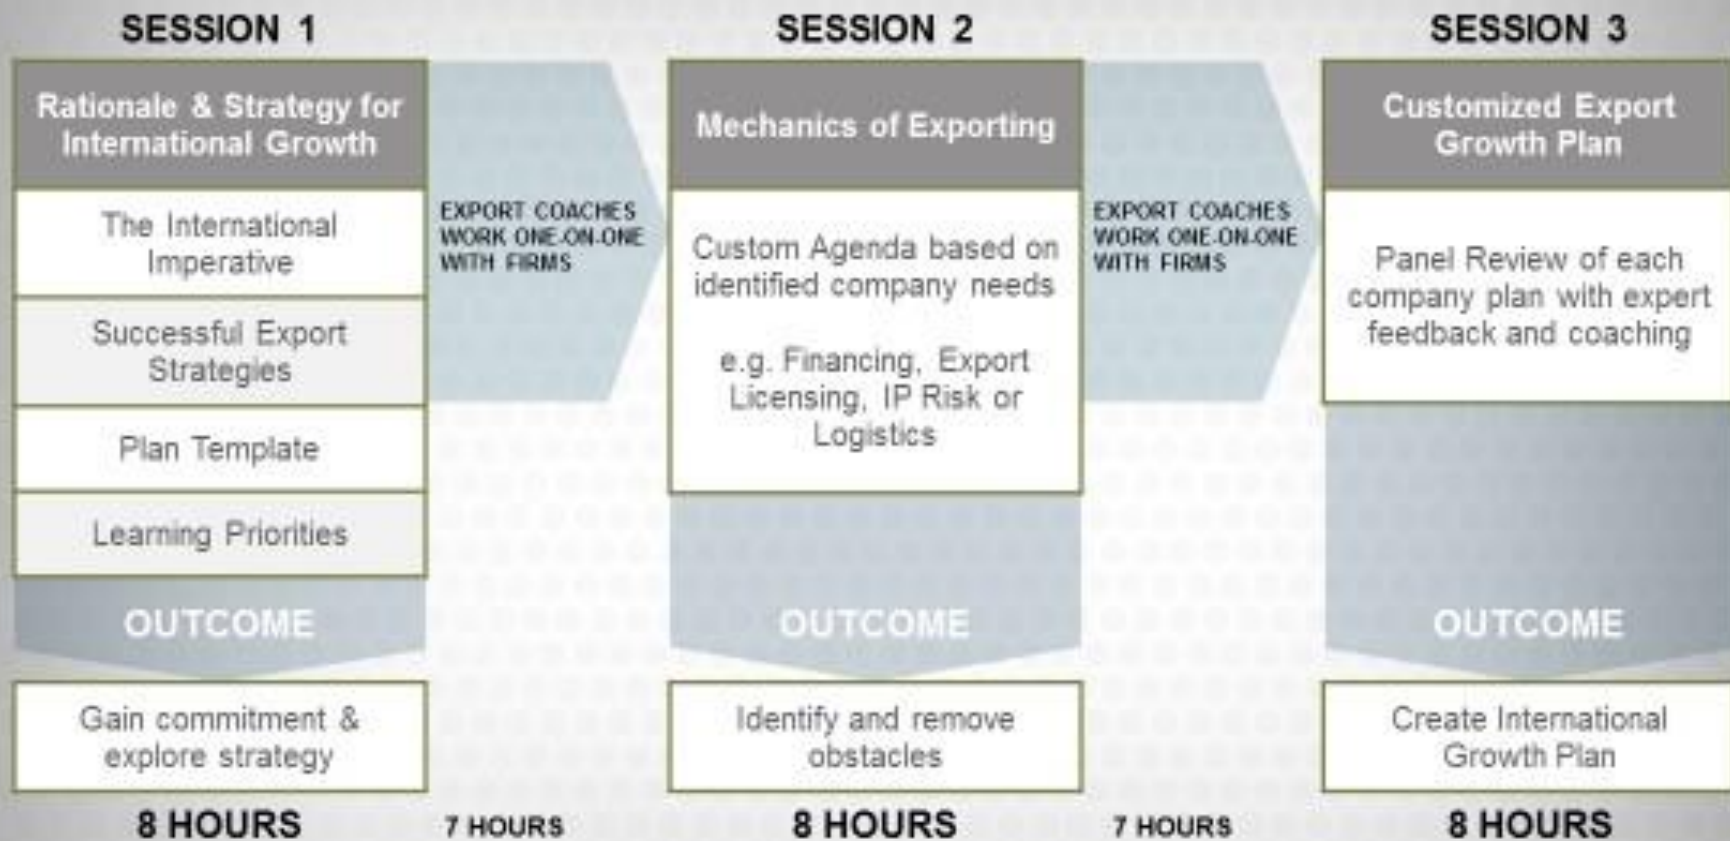 SESSION 1
Rationale & Strategy for
International Growth
The International
Imperative
Successful Export
Strategies
Plan Template
Learning Priorities
OUTCOME
Gain commitment &
explore strategy
8 HOURS
EXPORT COACHES
WORK ONE-ON-ONE
WITH FIRMS
7 HOURS
SESSION 2
Mechanics of Exporting
Custom Agenda based on
identified company needs
e.g. Financing, Export
Licensing, IP Risk or
Logistics
OUTCOME
Identify and remove
obstacles
8 HOURS
EXPORT COACHES
WORK ONE-ON-ONE
WITH FIRMS
7 HOURS
SESSION 3
Customized Export
Growth Plan
Panel Review of each
company plan with expert
feedback and coaching
OUTCOME
Create International
Growth Plan
8 HOURS